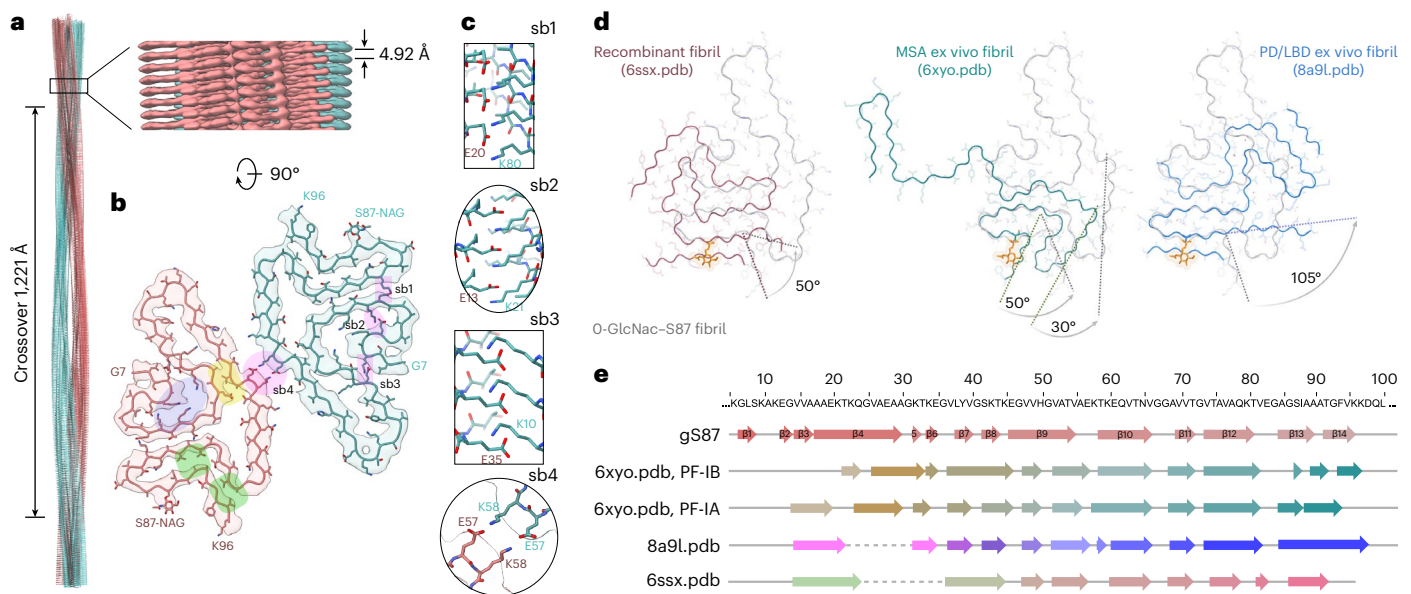 a
4.92 Å
Crossover 1,221 Å
90°
b
K96
S87-NAG
sb1
sb2
G7
sb3
G7
sb4
S87-NAG
K96
c
sb1
E20
K80
sb2
E13
K21
sb3
K10
E35
sb4
K58
E57
E57
K58
d
Recombinant fibril
(6ssx.pdb)
MSA ex vivo fibril
(6xyo.pdb)
PD/LBD ex vivo fibril
(8a9l.pdb)
50°
50°
30°
105°
O-GlcNac–S87 fibril
e
10 20 30 40 50 60 70 80 90 100
...KGLSKAKEGVVAAAEKTKQGVAEAAGKTKEGVLYVGSKTKEGVVHGVATVAEKTKEQVTNVGGAVVTGVTAVAQKTVEGAGSIAAATGFVKKDQL ...
gS87 β1 β2 β3 β4 5 β6 β7 β8 β9 β10 β11 β12 β13 β14
6xyo.pdb, PF-IB
6xyo.pdb, PF-IA
8a9l.pdb
6ssx.pdb